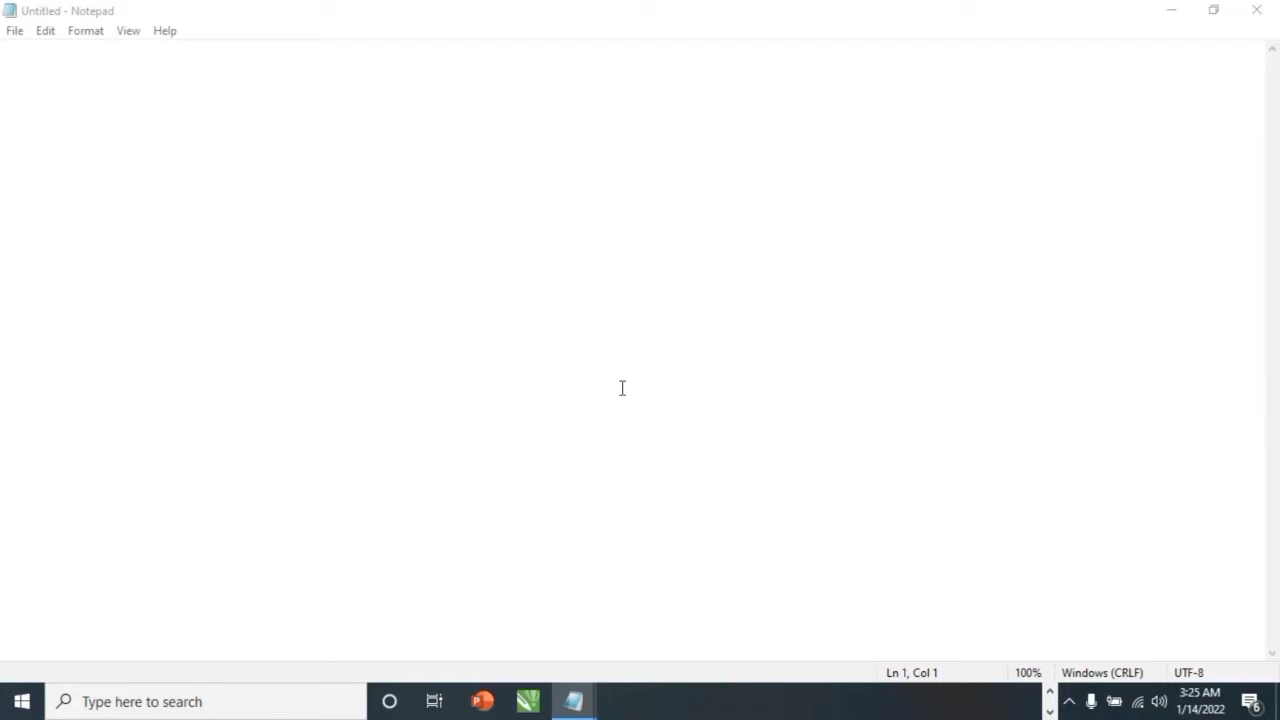 Untitled - Notepad
File Edit Format View Help
Ln 1, Col 1 100% Windows (CRLF) UTF-8
Type here to search
3:25 AM
1/14/2022
6